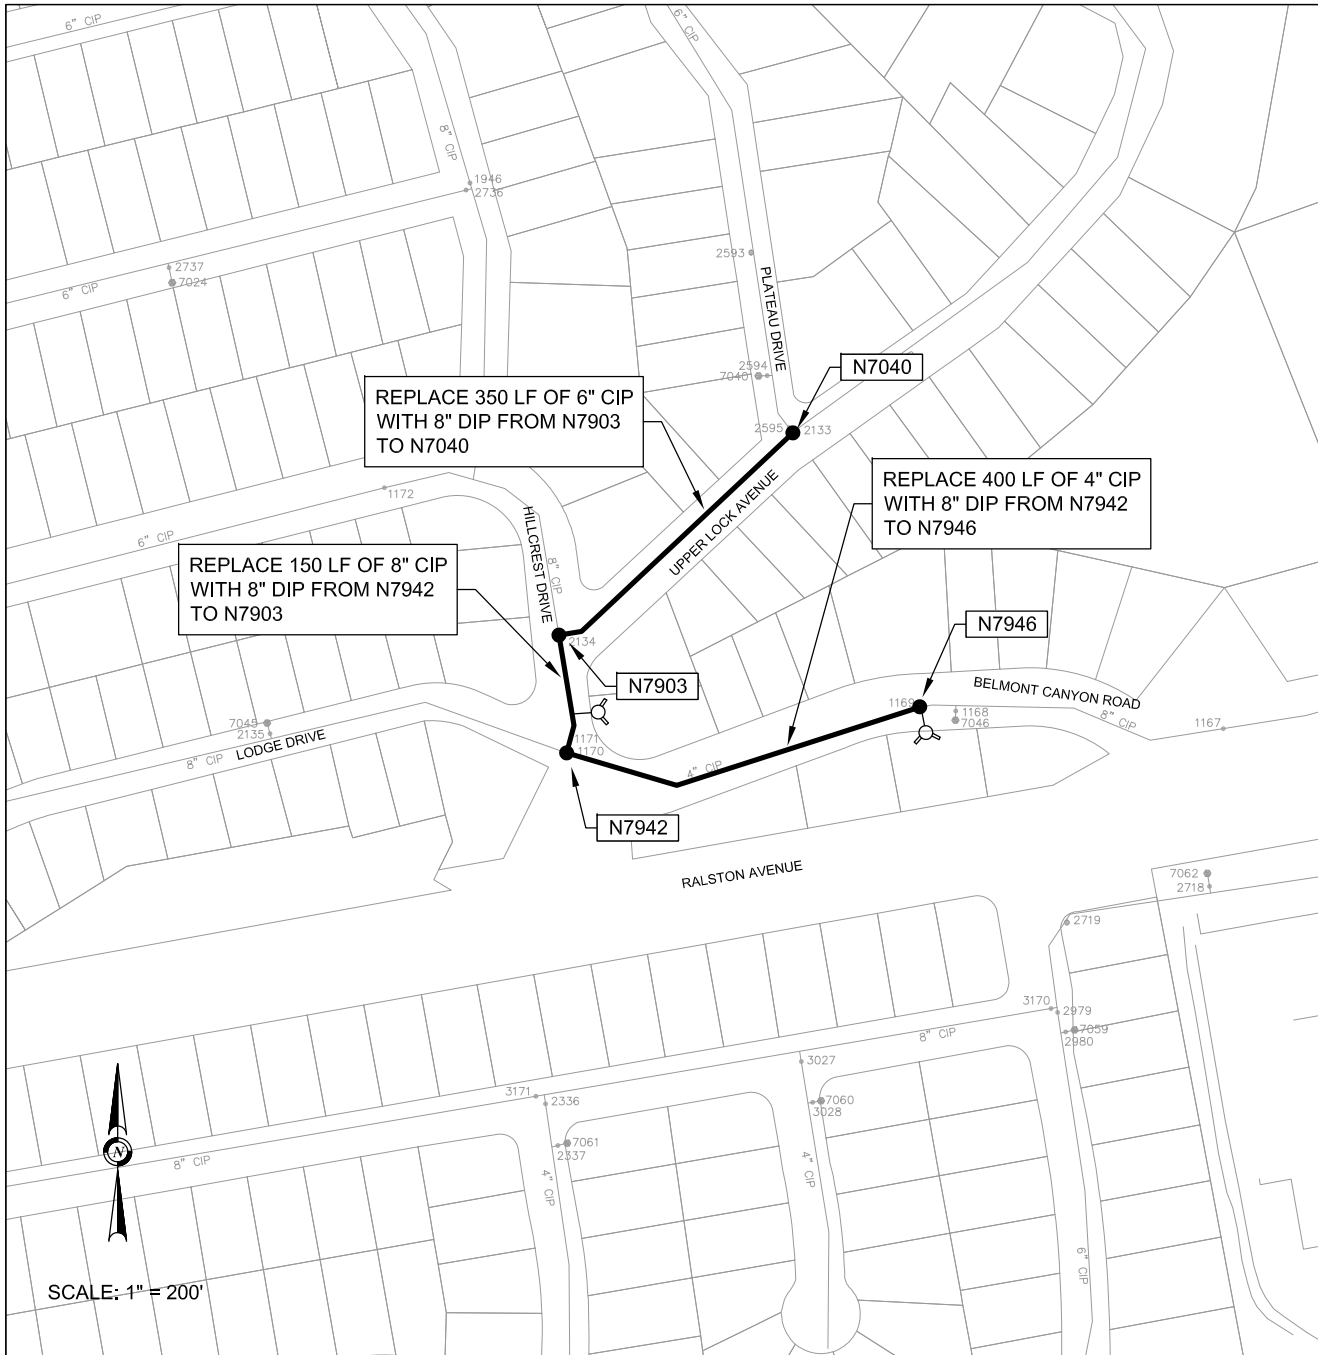 6" CIP
6" CIP
8" CIP
1946
2736
2737
7024
6" CIP
2593
PLATEAU DRIVE
2594
7040
N7040
REPLACE 350 LF OF 6" CIP
WITH 8" DIP FROM N7903
TO N7040
2595
2133
REPLACE 400 LF OF 4" CIP
WITH 8" DIP FROM N7942
TO N7946
1172
UPPER LOCK AVENUE
HILLCREST DRIVE
8" CIP
6" CIP
REPLACE 150 LF OF 8" CIP
WITH 8" DIP FROM N7942
TO N7903
N7946
2134
N7903
BELMONT CANYON ROAD
1169
1168
7046
8" CIP
1167
7045
2135
LODGE DRIVE
8" CIP
1171
1170
4" CIP
N7942
RALSTON AVENUE
7062
2718
2719
3170
2979
7059
2980
8" CIP
3027
7060
3028
3171
2336
7061
2337
8" CIP
4" CIP
4" CIP
6" CIP
N
SCALE: 1" = 200'